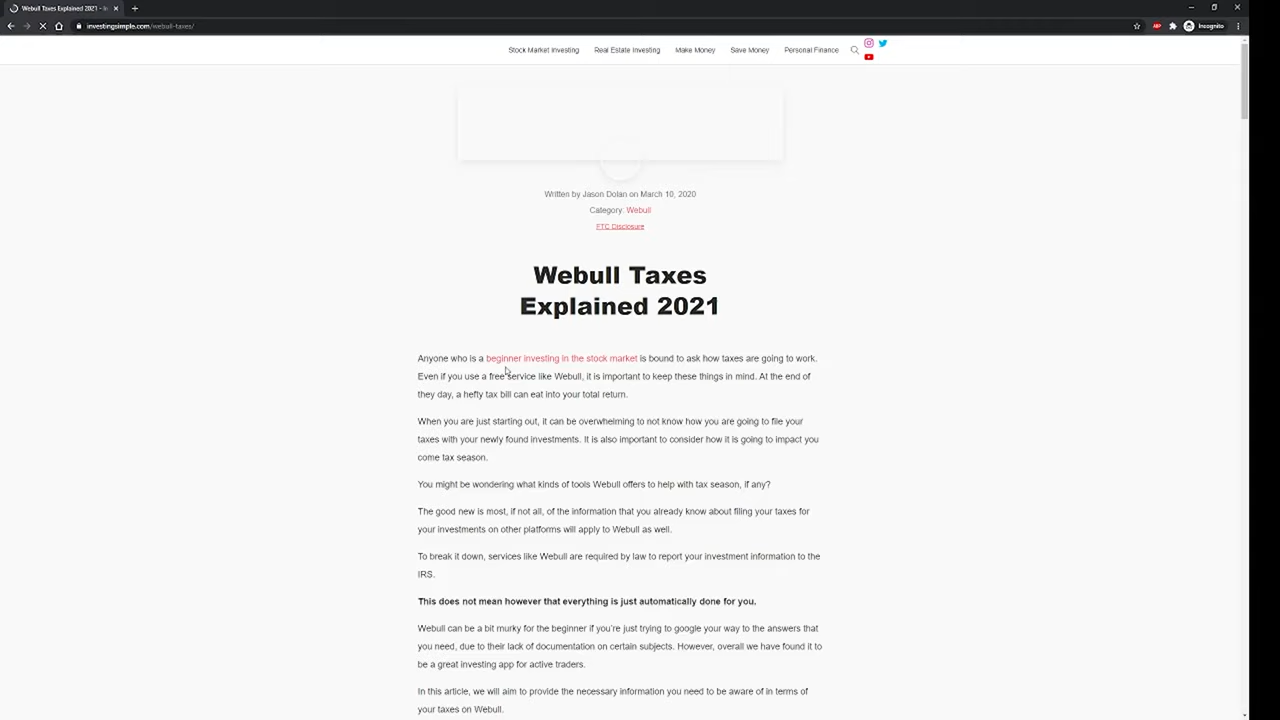 Webull Taxes Explained 2021 - In
investingsimple.com/webull-taxes/
ABP
Incognito
Stock Market Investing Real Estate Investing Make Money Save Money Personal Finance
Written by Jason Dolan on March 10, 2020
Category: Webull
FTC Disclosure
Webull Taxes
Explained 2021
Anyone who is a beginner investing in the stock market is bound to ask how taxes are going to work.
Even if you use a free service like Webull, it is important to keep these things in mind. At the end of
they day, a hefty tax bill can eat into your total return.
When you are just starting out, it can be overwhelming to not know how you are going to file your
taxes with your newly found investments. It is also important to consider how it is going to impact you
come tax season.
You might be wondering what kinds of tools Webull offers to help with tax season, if any?
The good new is most, if not all, of the information that you already know about filing your taxes for
your investments on other platforms will apply to Webull as well.
To break it down, services like Webull are required by law to report your investment information to the
IRS.
This does not mean however that everything is just automatically done for you.
Webull can be a bit murky for the beginner if you're just trying to google your way to the answers that
you need, due to their lack of documentation on certain subjects. However, overall we have found it to
be a great investing app for active traders.
In this article, we will aim to provide the necessary information you need to be aware of in terms of
your taxes on Webull.